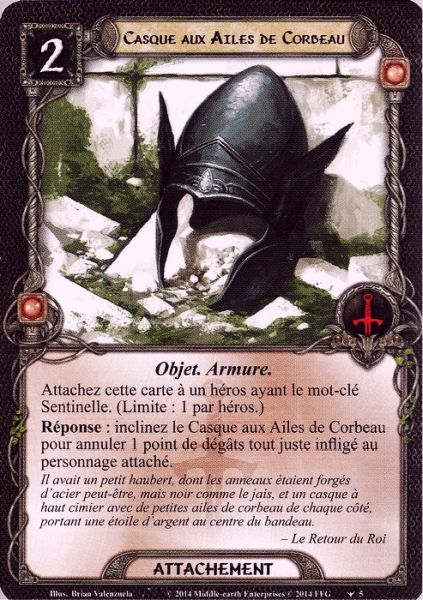 2
CASQUE AUX AILES DE CORBEAU
Objet. Armure.
Attachez cette carte à un héros ayant le mot-clé
Sentinelle. (Limite : 1 par héros.)
Réponse : inclinez le Casque aux Ailes de Corbeau
pour annuler 1 point de dégâts tout juste infligé au
personnage attaché.
Il avait un petit haubert, dont les anneaux étaient forgés
d'acier peut-être, mais noir comme le jais, et un casque à
haut cimier avec de petites ailes de corbeau de chaque côté,
portant une étoile d'argent au centre du bandeau.
– Le Retour du Roi
ATTACHEMENT
Illus. Brian Valenzuela © 2014 Middle-earth Enterprises © 2014 FFG 5